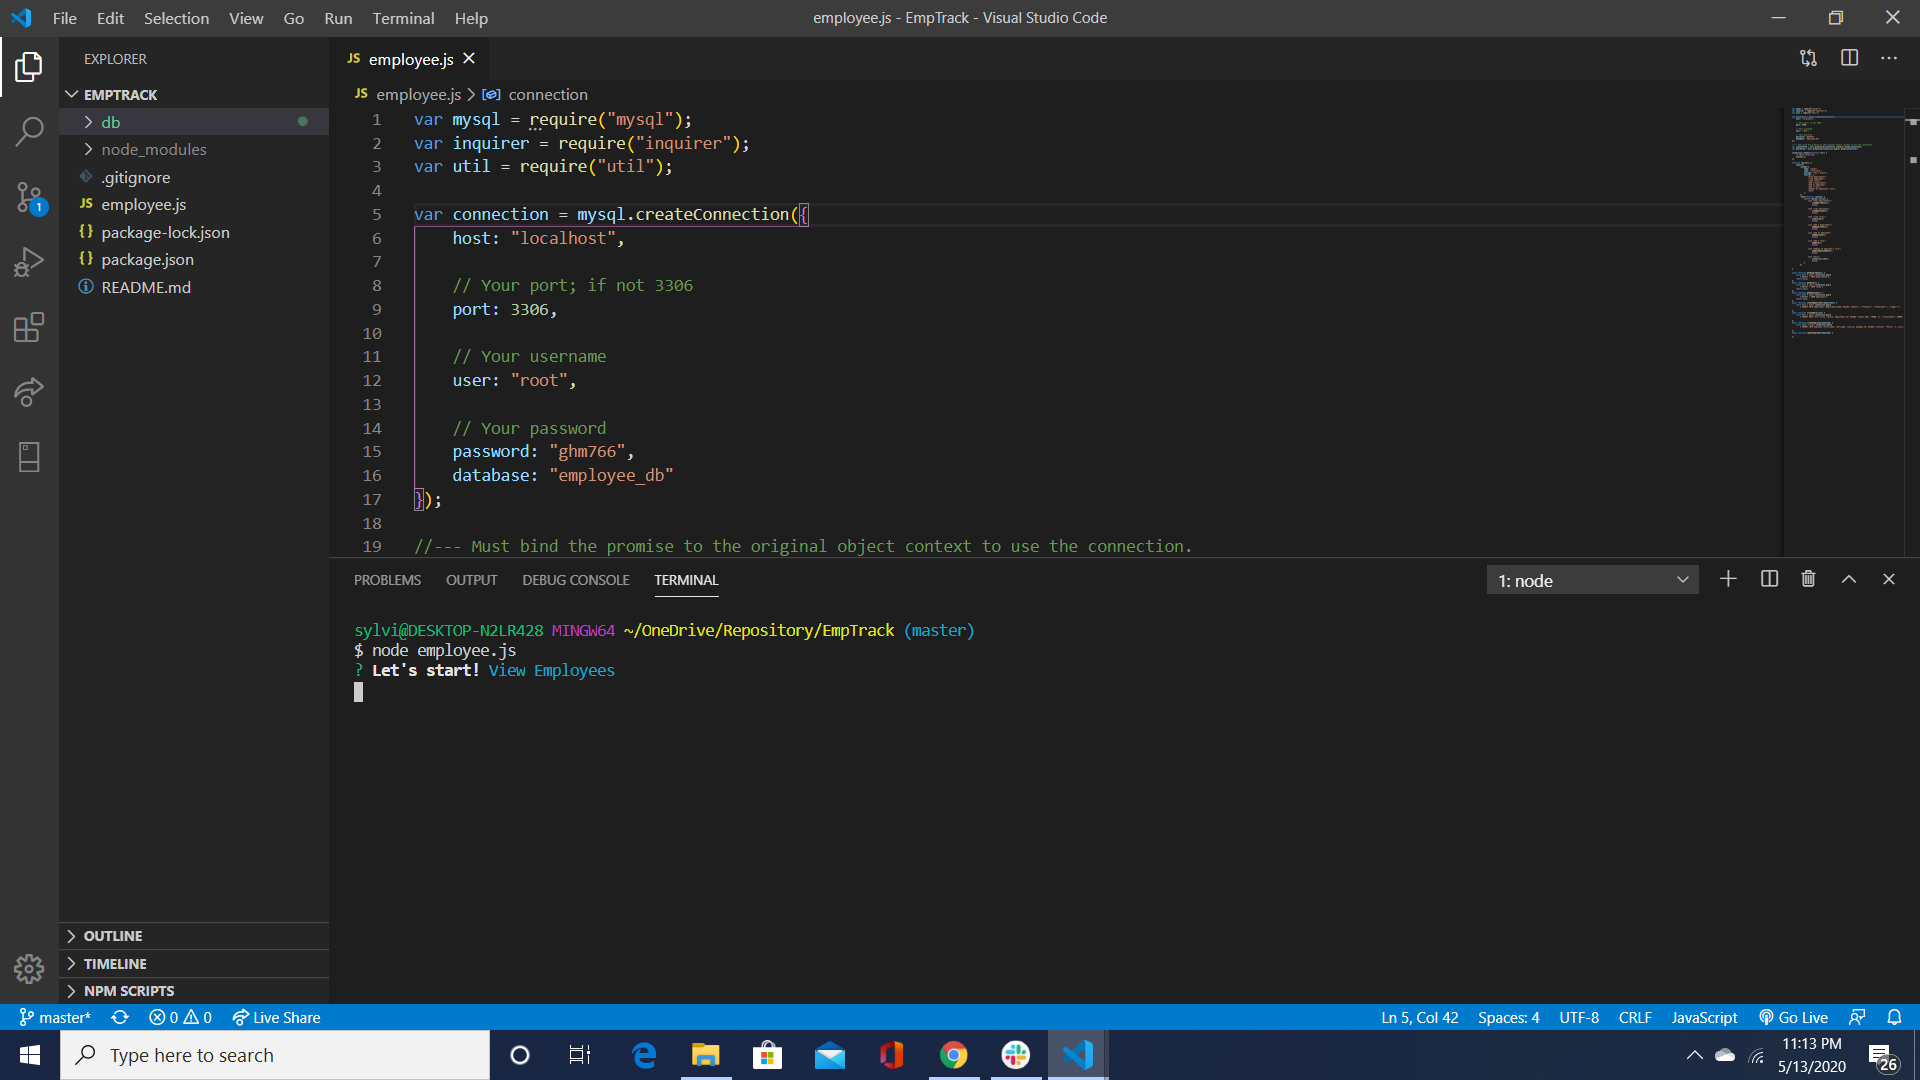 File Edit Selection View Go Run Terminal Help
employee.js - EmpTrack - Visual Studio Code
EXPLORER
EMPTRACK
db
node_modules
.gitignore
JS employee.js
{} package-lock.json
{} package.json
README.md
OUTLINE
TIMELINE
NPM SCRIPTS
1
JS employee.js
JS employee.js > connection
1 var mysql = require("mysql");
2 var inquirer = require("inquirer");
3 var util = require("util");
4
5 var connection = mysql.createConnection({
6 host: "localhost",
7
8 // Your port; if not 3306
9 port: 3306,
10
11 // Your username
12 user: "root",
13
14 // Your password
15 password: "ghm766",
16 database: "employee_db"
17 });
18
19 //--- Must bind the promise to the original object context to use the connection.
PROBLEMS OUTPUT DEBUG CONSOLE TERMINAL
1: node
sylvi@DESKTOP-N2LR428 MINGW64 ~/OneDrive/Repository/EmpTrack (master)
$ node employee.js
? Let's start! View Employees
master* 0 0 Live Share
Ln 5, Col 42 Spaces: 4 UTF-8 CRLF JavaScript Go Live
Type here to search
11:13 PM
5/13/2020
26